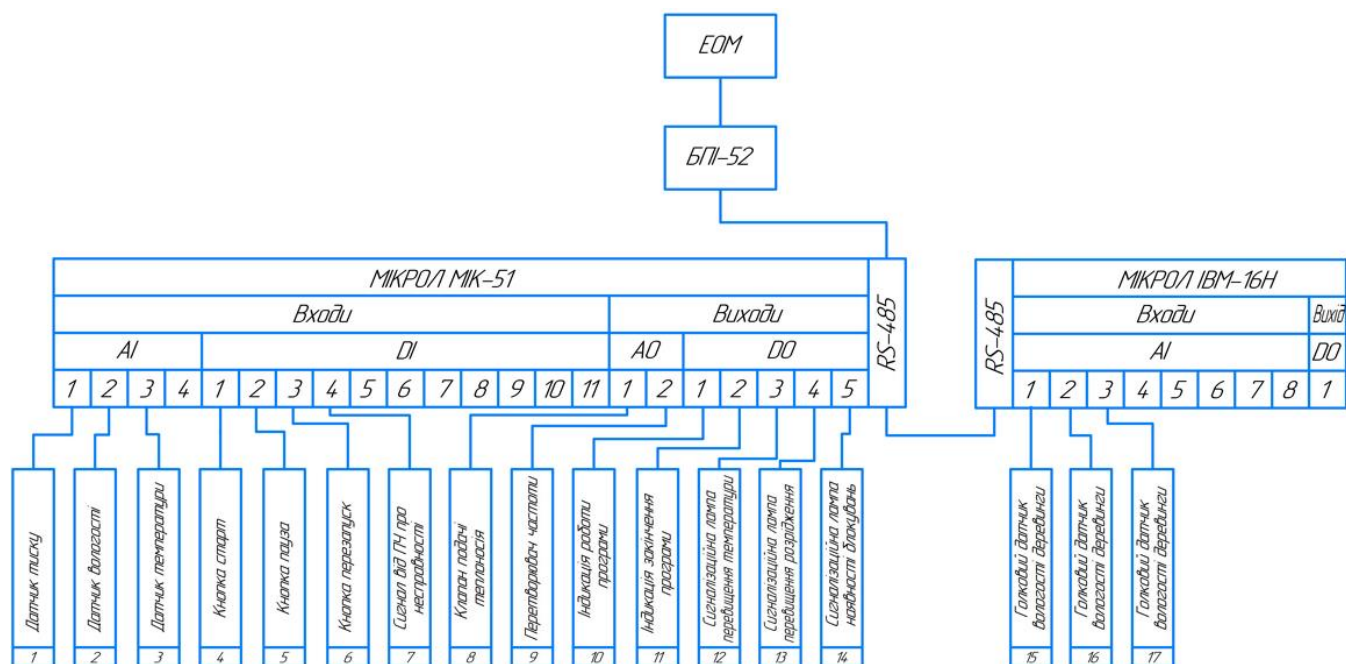 ЕОМ
БПІ-52
МІКРОЛ МІК-51
Входи
Виходи
AI
DI
AO
DO
1 2 3 4 1 2 3 4 5 6 7 8 9 10 11 1 2 1 2 3 4 5
RS-485
RS-485
МІКРОЛ ІВМ-16Н
Входи
Вихід
AI
DO
1 2 3 4 5 6 7 8 1
Датчик тиску
1
Датчик вологості
2
Датчик температури
3
Кнопка старт
4
Кнопка пауза
5
Кнопка перезапуск
6
Сигнал від ПЧ про
несправності
7
Клапан подачі
теплоносія
8
Перетворювач частоти
9
Індикація роботи
програми
10
Індикація закінчення
програми
11
Сигналізаційна лампа
перевищення температури
12
Сигналізаційна лампа
перевищення розрідження
13
Сигналізаційна лампа
наявності блокувань
14
Голковий датчик
вологості деревинги
15
Голковий датчик
вологості деревинги
16
Голковий датчик
вологості деревинги
17